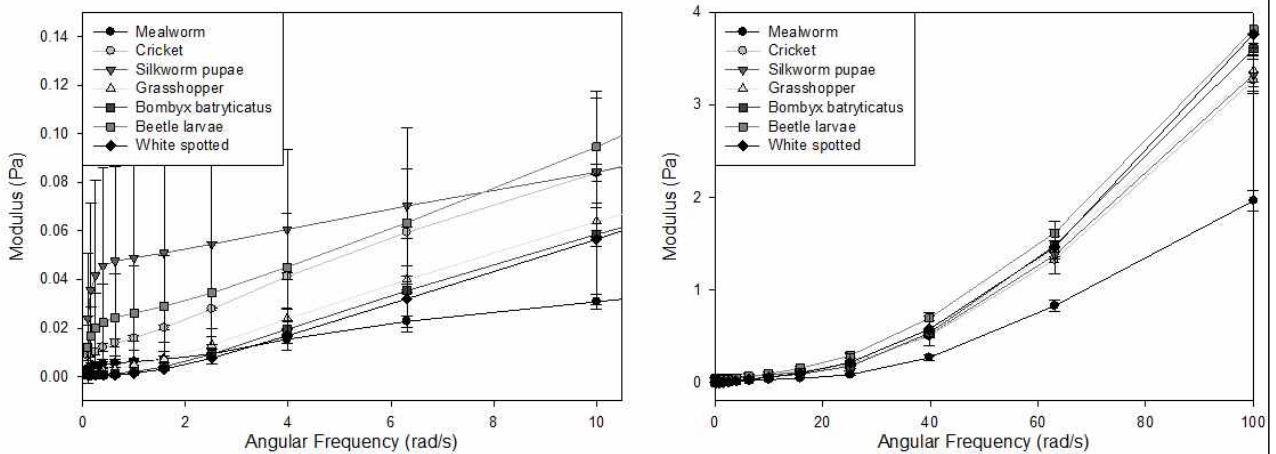 0.14
0.12
0.10
0.08
0.06
0.04
0.02
0.00
Modulus (Pa)
Mealworm
Cricket
Silkworm pupae
Grasshopper
Bombyx batryticatus
Beetle larvae
White spotted
0 2 4 6 8 10
Angular Frequency (rad/s)
4
3
2
1
0
Modulus (Pa)
Mealworm
Cricket
Silkworm pupae
Grasshopper
Bombyx batryticatus
Beetle larvae
White spotted
0 20 40 60 80 100
Angular Frequency (rad/s)